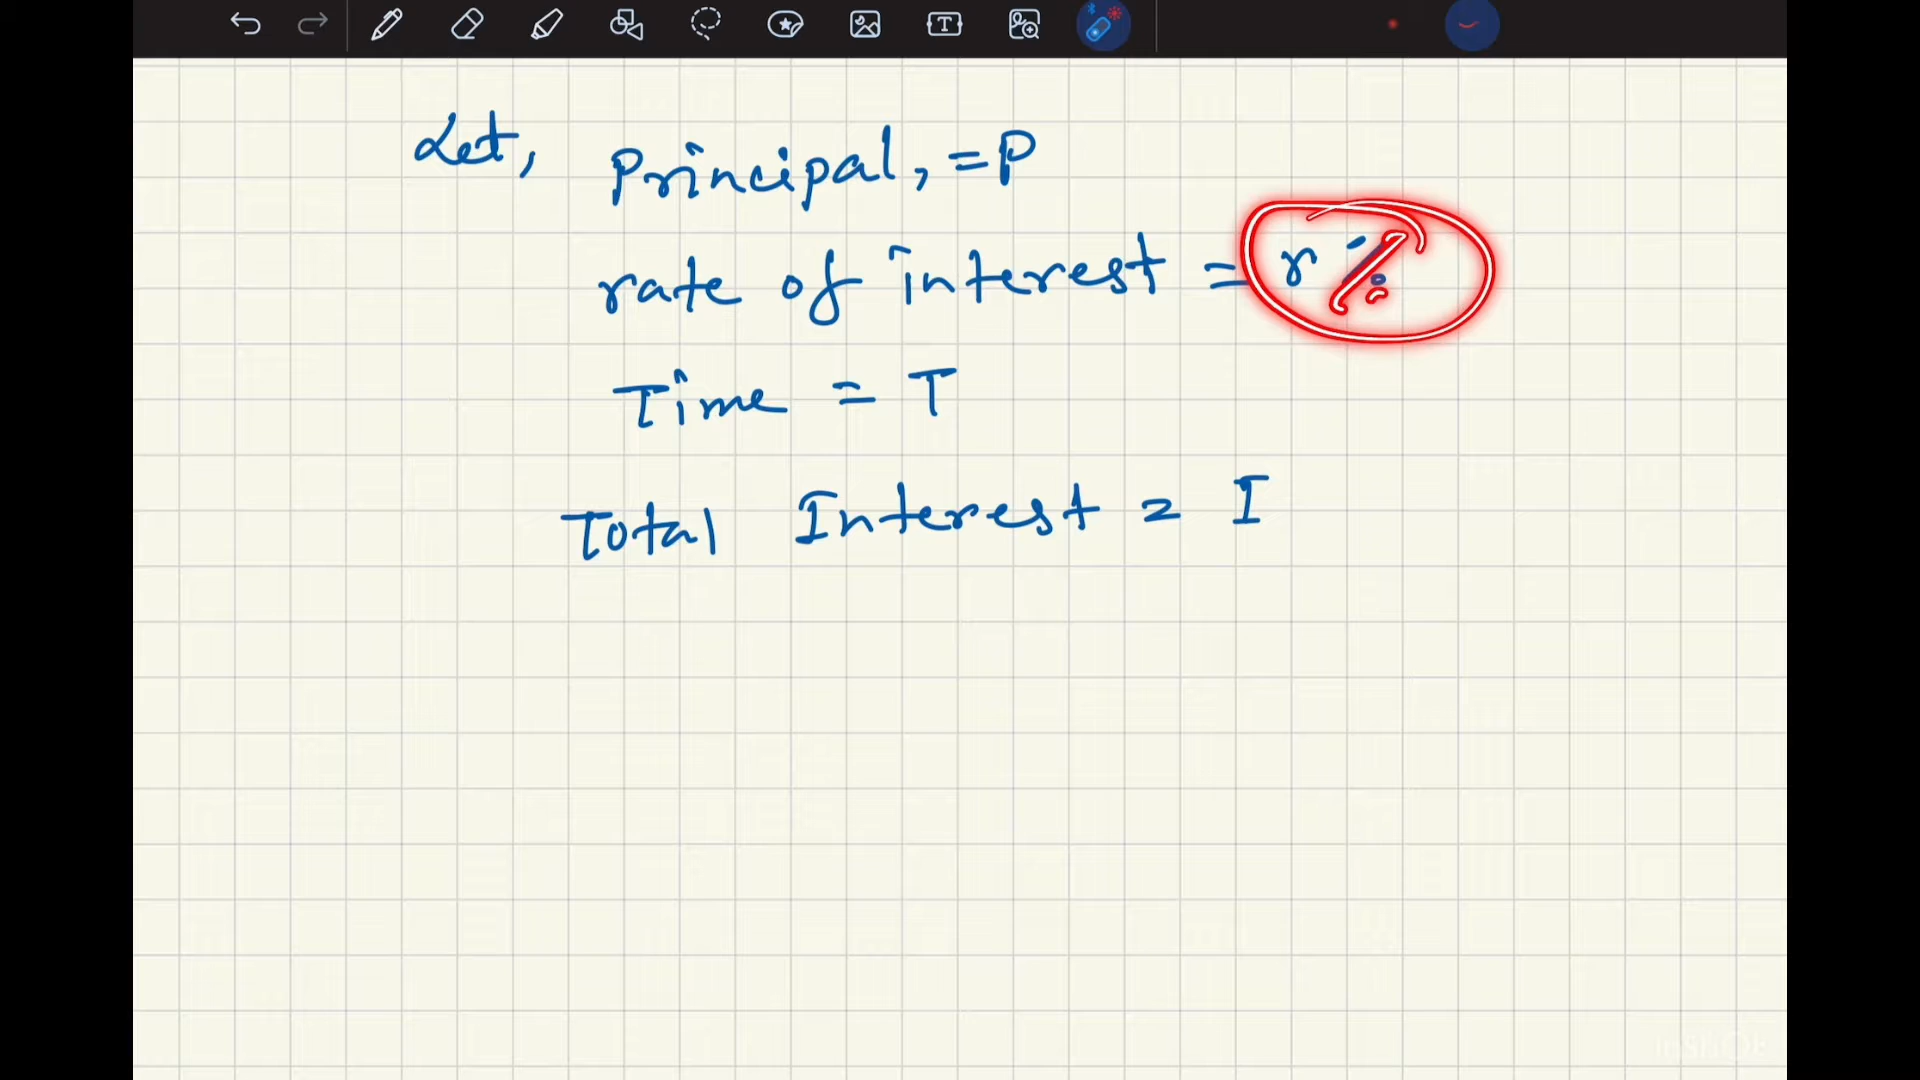 Let, Principal, = P
rate of interest = r %
Time = T
Total Interest = I